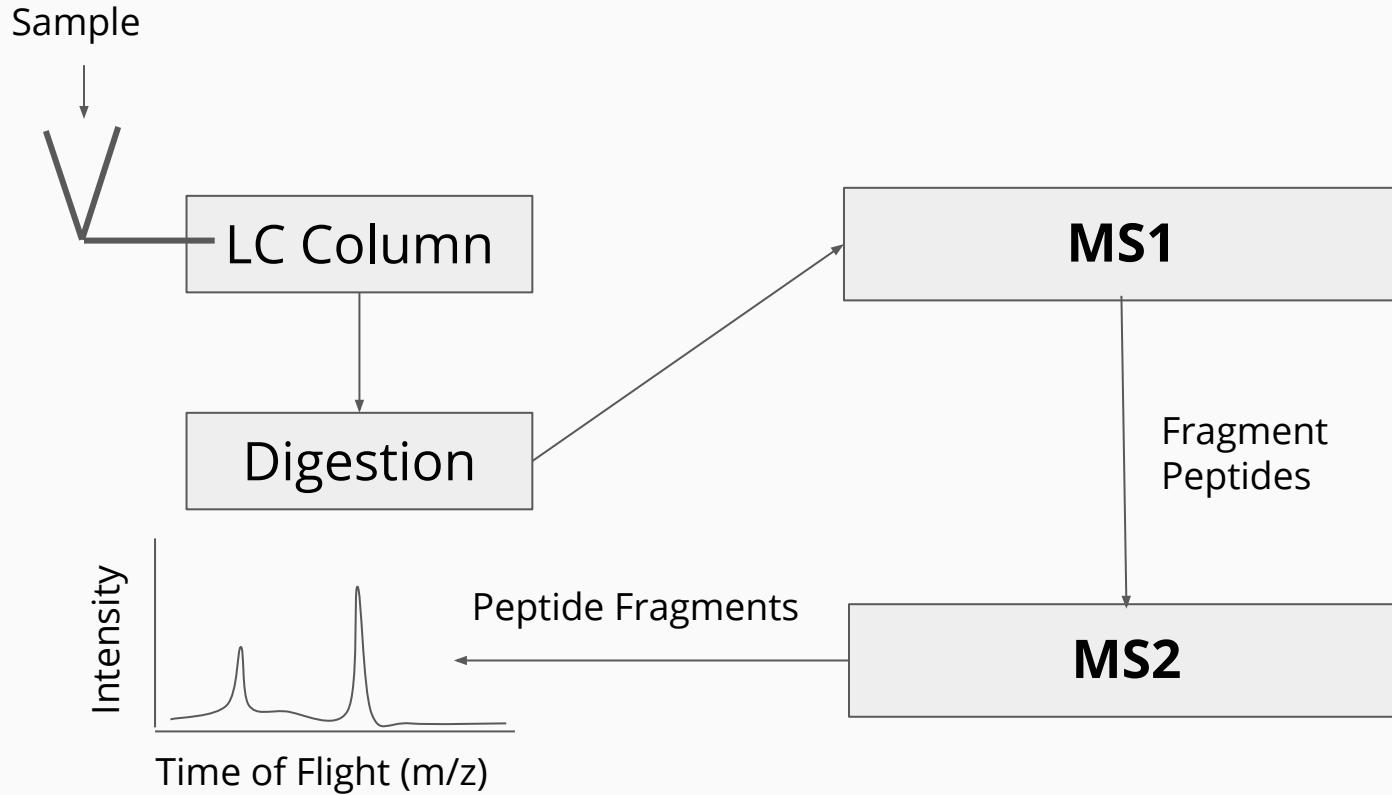 Sample
LC Column
MS1
Digestion
Fragment
Peptides
Peptide Fragments
MS2
Intensity
Time of Flight (m/z)